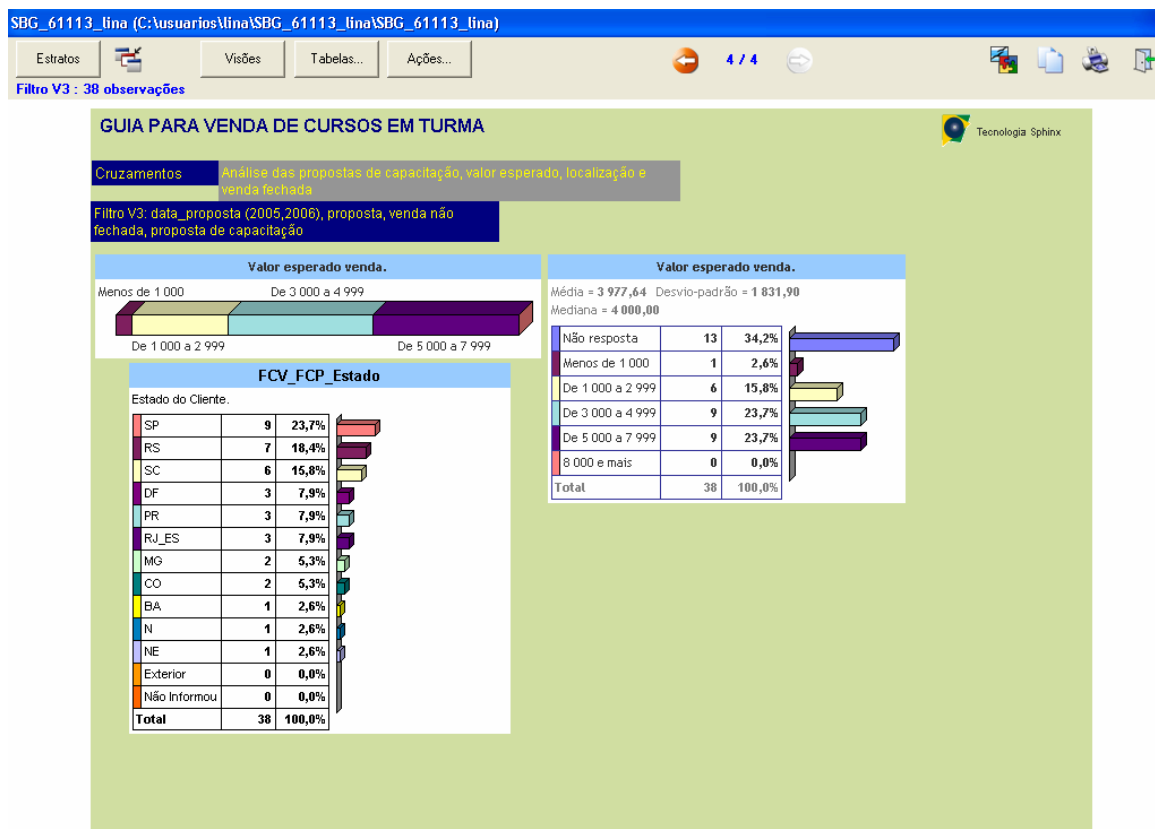 SBG_61113_lina (C:\usuarios\lina\SBG_61113_lina\SBG_61113_lina)
Estratos Visões Tabelas... Ações... 4 / 4
Filtro V3 : 38 observações
GUIA PARA VENDA DE CURSOS EM TURMA
Tecnologia Sphinx
Cruzamentos
Análise das propostas de capacitação, valor esperado, localização e
venda fechada
Filtro V3: data_proposta (2005,2006), proposta, venda não
fechada, proposta de capacitação
Valor esperado venda.
Menos de 1 000 De 3 000 a 4 999
De 1 000 a 2 999 De 5 000 a 7 999
FCV_FCP_Estado
Estado do Cliente.
SP 9 23,7%
RS 7 18,4%
SC 6 15,8%
DF 3 7,9%
PR 3 7,9%
RJ_ES 3 7,9%
MG 2 5,3%
CO 2 5,3%
BA 1 2,6%
N 1 2,6%
NE 1 2,6%
Exterior 0 0,0%
Não Informou 0 0,0%
Total 38 100,0%
Valor esperado venda.
Média = 3 977,64 Desvio-padrão = 1 831,90
Mediana = 4 000,00
Não resposta 13 34,2%
Menos de 1 000 1 2,6%
De 1 000 a 2 999 6 15,8%
De 3 000 a 4 999 9 23,7%
De 5 000 a 7 999 9 23,7%
8 000 e mais 0 0,0%
Total 38 100,0%